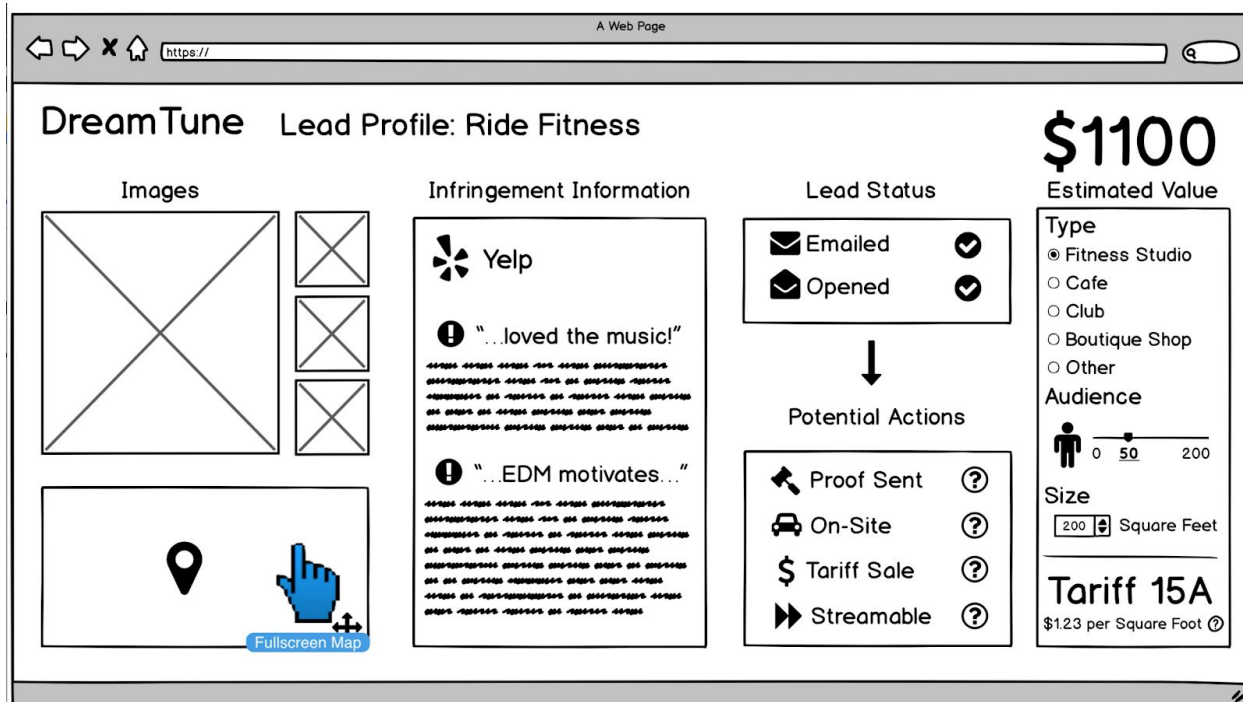 A Web Page
https://
DreamTune Lead Profile: Ride Fitness
$1100
Images
Fullscreen Map
Infringement Information
Yelp
"...loved the music!"
"...EDM motivates..."
Lead Status
Emailed
Opened
Potential Actions
Proof Sent
On-Site
Tariff Sale
Streamable
Estimated Value
Type
Fitness Studio
Cafe
Club
Boutique Shop
Other
Audience
0 50 200
Size
200 Square Feet
Tariff 15A
$1.23 per Square Foot